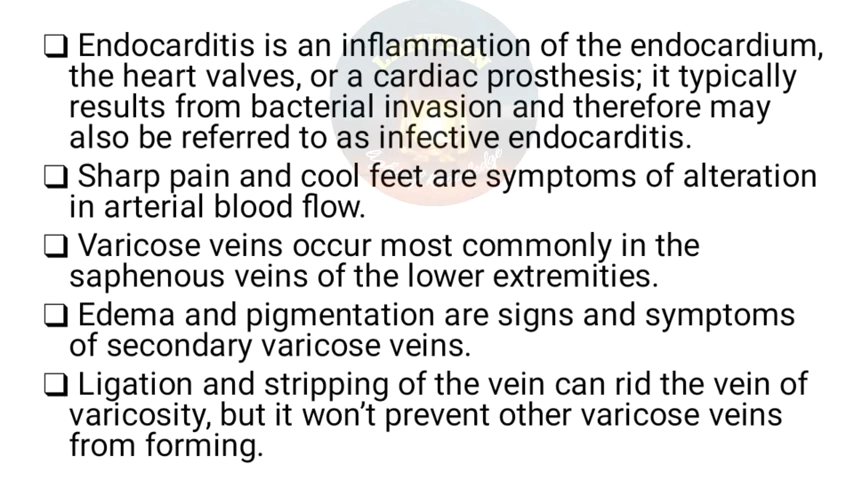 ❑ Endocarditis is an inflammation of the endocardium,
the heart valves, or a cardiac prosthesis; it typically
results from bacterial invasion and therefore may
also be referred to as infective endocarditis.
❑ Sharp pain and cool feet are symptoms of alteration
in arterial blood flow.
❑ Varicose veins occur most commonly in the
saphenous veins of the lower extremities.
❑ Edema and pigmentation are signs and symptoms
of secondary varicose veins.
❑ Ligation and stripping of the vein can rid the vein of
varicosity, but it won’t prevent other varicose veins
from forming.